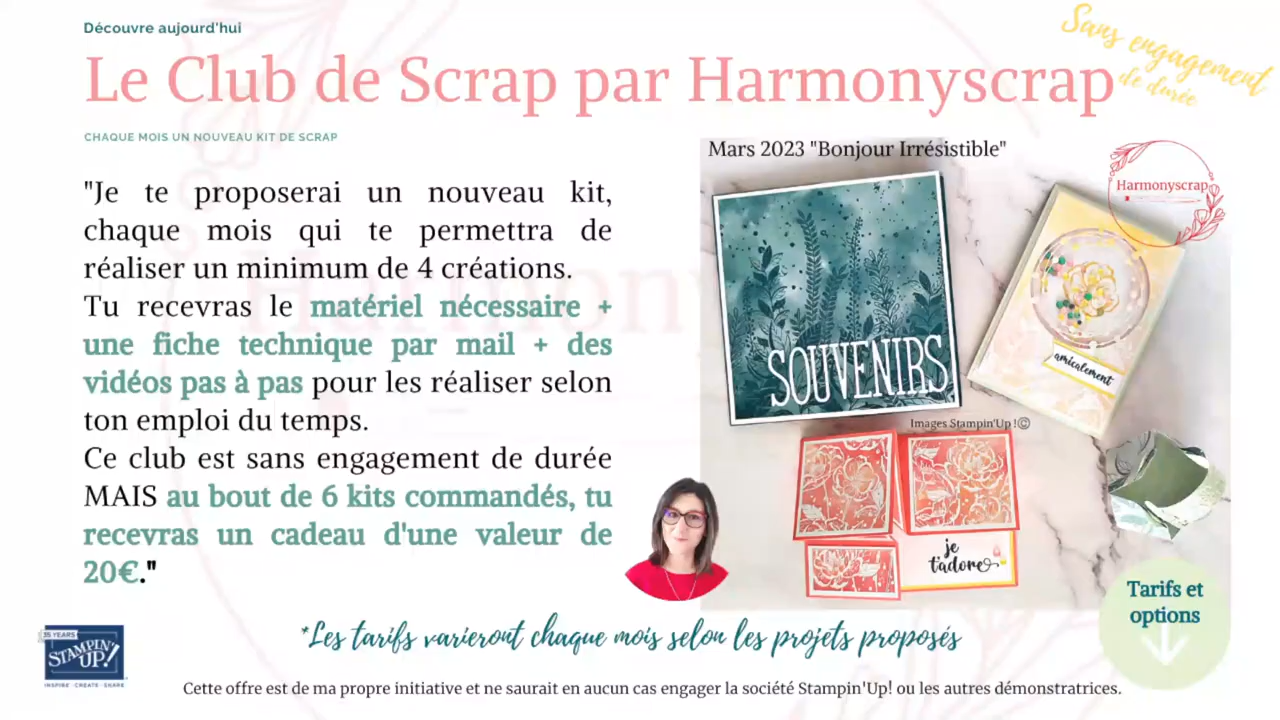 Découvre aujourd'hui
Le Club de Scrap par Harmonyscrap
Sans engagement
de durée
CHAQUE MOIS UN NOUVEAU KIT DE SCRAP
"Je te proposerai un nouveau kit,
chaque mois qui te permettra de
réaliser un minimum de 4 créations.
Tu recevras le matériel nécessaire +
une fiche technique par mail + des
vidéos pas à pas pour les réaliser selon
ton emploi du temps.
Ce club est sans engagement de durée
MAIS au bout de 6 kits commandés, tu
recevras un cadeau d'une valeur de
20€."
Mars 2023 "Bonjour Irrésistible"
Harmonyscrap
SOUVENIRS
amicalement
Images Stampin'Up !©
je
t'adore
Tarifs et
options
*Les tarifs varieront chaque mois selon les projets proposés
35 YEARS
STAMPIN'
UP!
INSPIRE · CREATE · SHARE
Cette offre est de ma propre initiative et ne saurait en aucun cas engager la société Stampin'Up! ou les autres démonstratrices.